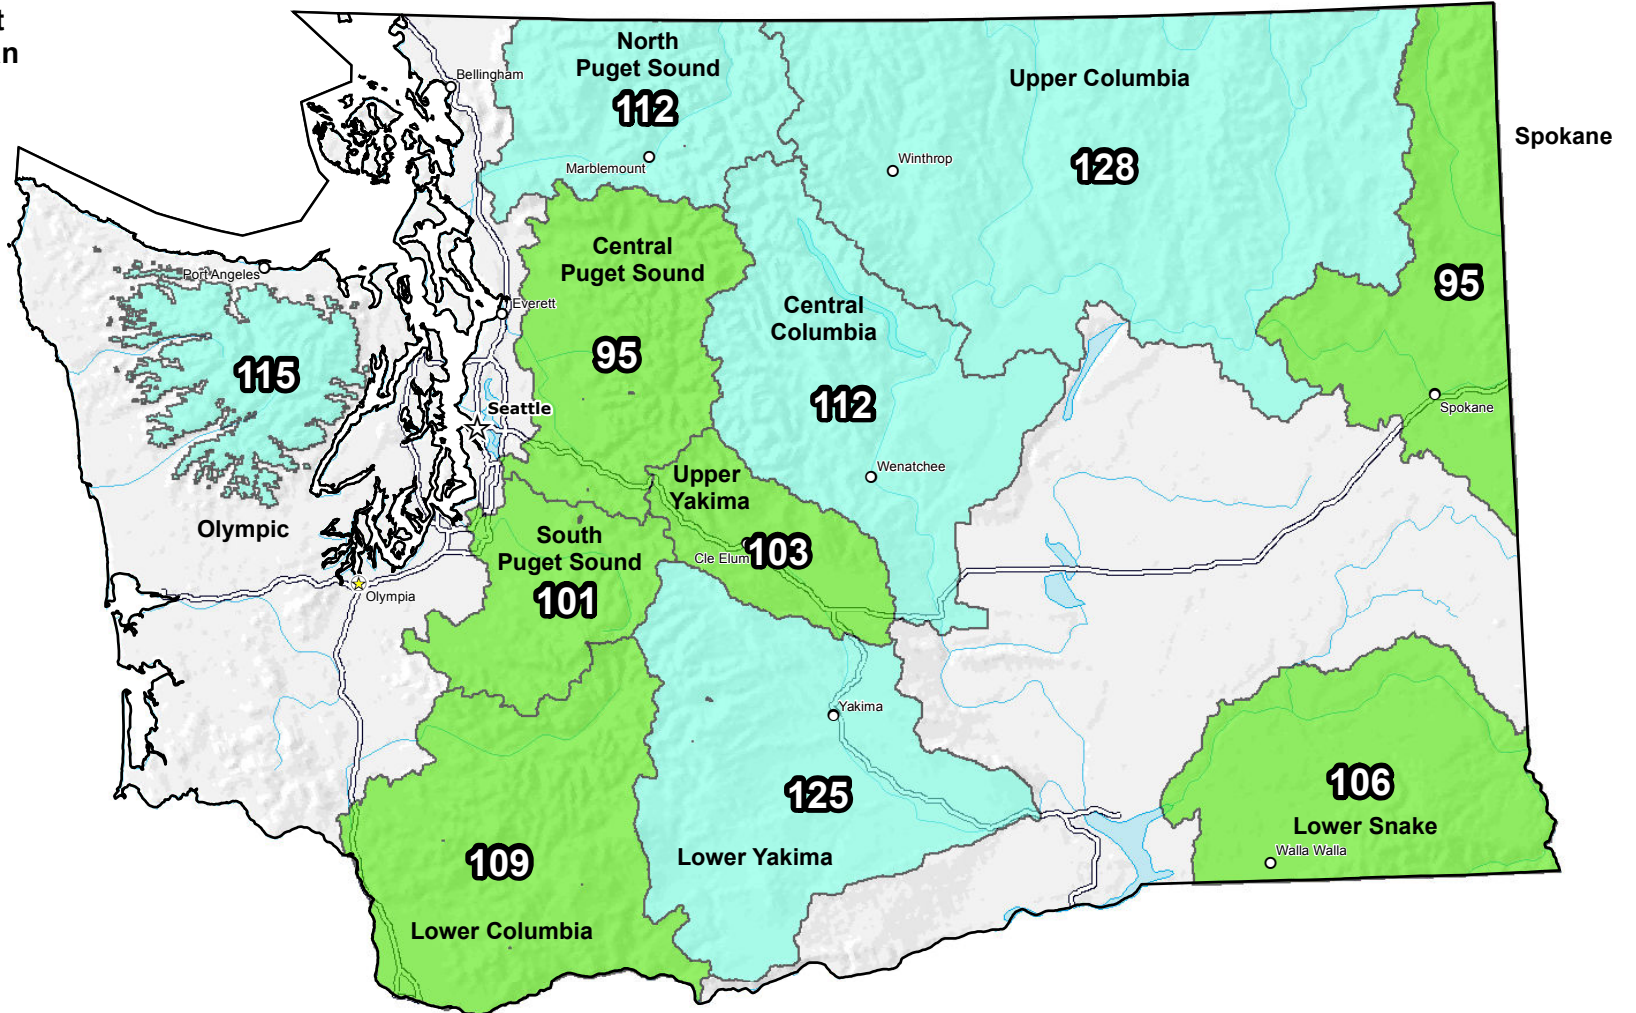 North
Puget Sound
112
Bellingham
Marblemount
Upper Columbia
128
Winthrop
Spokane
95
Central
Puget Sound
95
Port Angeles
Everett
115
Central
Columbia
112
Seattle
Spokane
Wenatchee
Upper
Yakima
103
Cle Elum
Olympic
South
Puget Sound
101
Olympia
Yakima
125
Lower Yakima
106
Lower Snake
Walla Walla
109
Lower Columbia